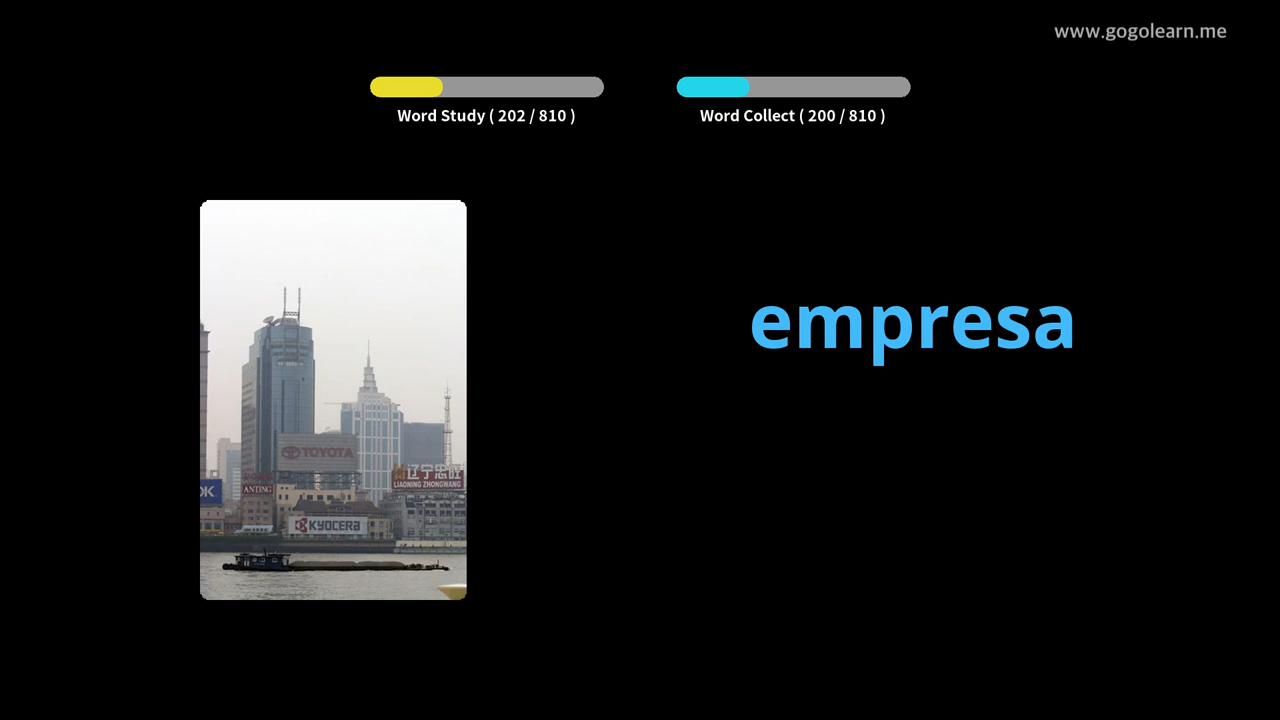 www.gogolearn.me
Word Study ( 202 / 810 )
Word Collect ( 200 / 810 )
empresa
TOYOTA
辽宁忠旺
LIAONING ZHONGWANG
OK
ANTING
KYOCERA